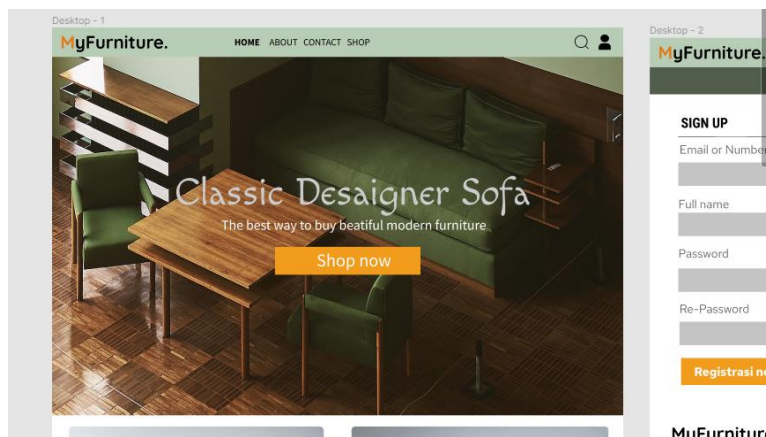 Desktop - 1
MyFurniture.
HOME ABOUT CONTACT SHOP
Classic Desaigner Sofa
The best way to buy beatiful modern furniture
Shop now
Desktop - 2
MyFurniture.
SIGN UP
Email or Number
Full name
Password
Re-Password
Registrasi
MyFurniture